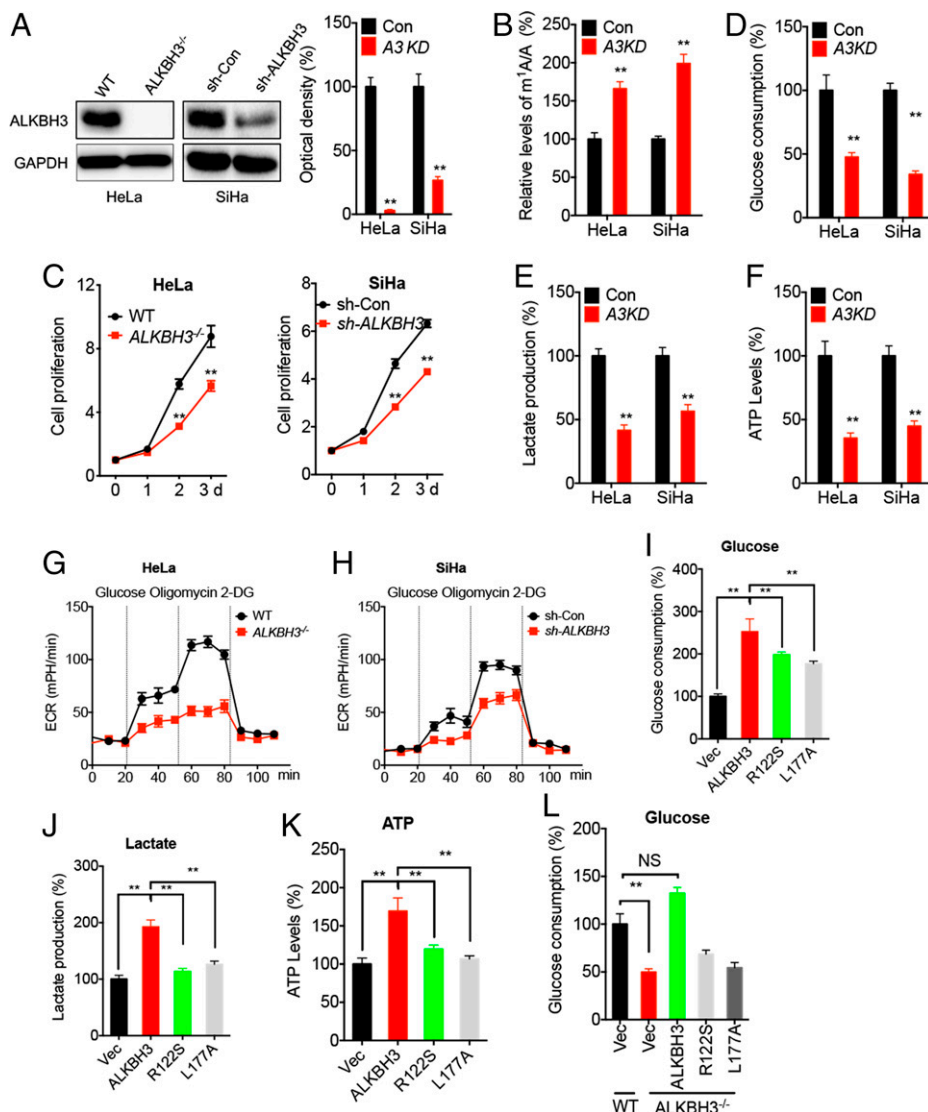 A
WT
ALKBH3-/-
sh-Con
sh-ALKBH3
ALKBH3
GAPDH
HeLa
SiHa
Optical density (%)
150
100
50
0
Con
A3 KD
**
**
HeLa
SiHa
B
Relative levels of m1A/A
250
200
150
100
50
0
Con
A3KD
**
**
HeLa
SiHa
D
Glucose consumption (%)
150
100
50
0
Con
A3KD
**
**
HeLa
SiHa
C
HeLa
Cell proliferation
12
8
4
0
WT
ALKBH3-/-
**
**
0 1 2 3 d
SiHa
Cell proliferation
8
6
4
2
0
sh-Con
sh-ALKBH3
**
**
0 1 2 3 d
E
Lactate production (%)
150
100
50
0
Con
A3KD
**
**
HeLa
SiHa
F
ATP Levels (%)
150
100
50
0
Con
A3KD
**
**
HeLa
SiHa
G
HeLa
Glucose Oligomycin 2-DG
ECR (mPH/min)
150
100
50
0
WT
ALKBH3-/-
0 20 40 60 80 100 min
H
SiHa
Glucose Oligomycin 2-DG
ECR (mPH/min)
150
100
50
0
sh-Con
sh-ALKBH3
0 20 40 60 80 100 min
I
Glucose
Glucose consumption (%)
400
300
200
100
0
** **
**
Vec
ALKBH3
R122S
L177A
J
Lactate
Lactate production (%)
300
200
100
0
** **
**
Vec
ALKBH3
R122S
L177A
K
ATP
ATP Levels (%)
250
200
150
100
50
0
** **
**
Vec
ALKBH3
R122S
L177A
L
Glucose
Glucose consumption (%)
200
150
100
50
0
NS
**
Vec
Vec
ALKBH3
R122S
L177A
WT
ALKBH3-/-